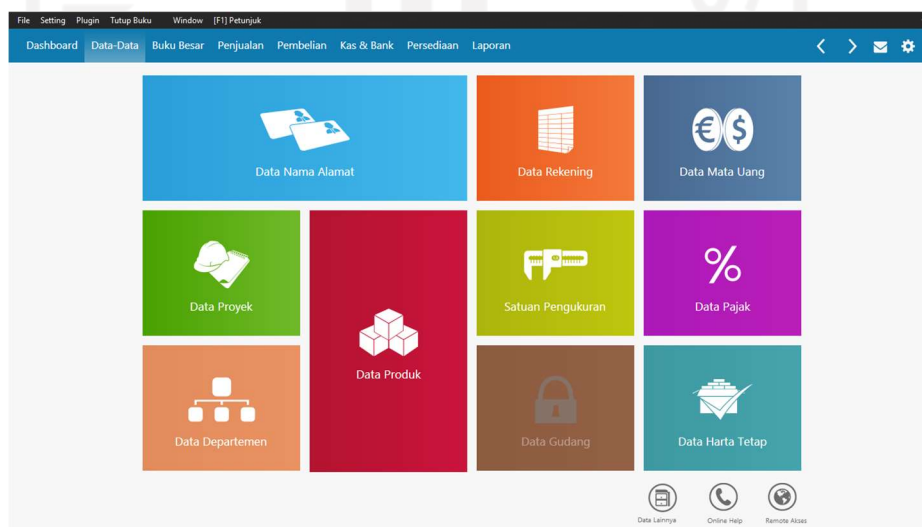 File Setting Plugin Tutup Buku Window [F1] Petunjuk
Dashboard Data-Data Buku Besar Penjualan Pembelian Kas & Bank Persediaan Laporan
Data Nama Alamat
Data Rekening
Data Mata Uang
Data Proyek
Data Produk
Satuan Pengukuran
Data Pajak
Data Departemen
Data Gudang
Data Harta Tetap
Data Lainnya
Online Help
Remote Akses